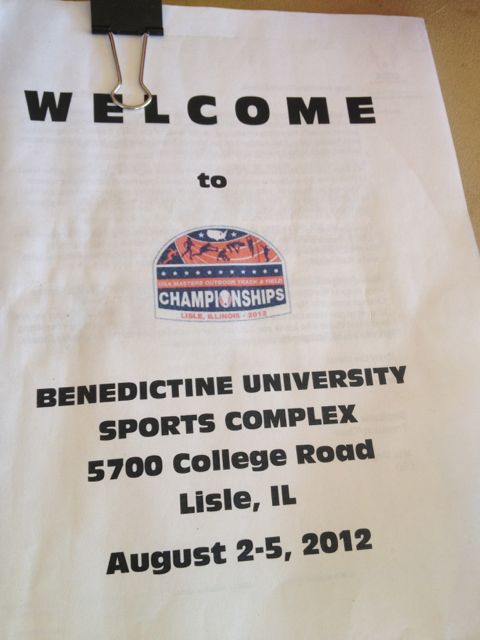 WELCOME
to
USA MASTERS OUTDOOR TRACK & FIELD
CHAMPIONSHIPS
LISLE, ILLINOIS - 2012
BENEDICTINE UNIVERSITY
SPORTS COMPLEX
5700 College Road
Lisle, IL
August 2-5, 2012